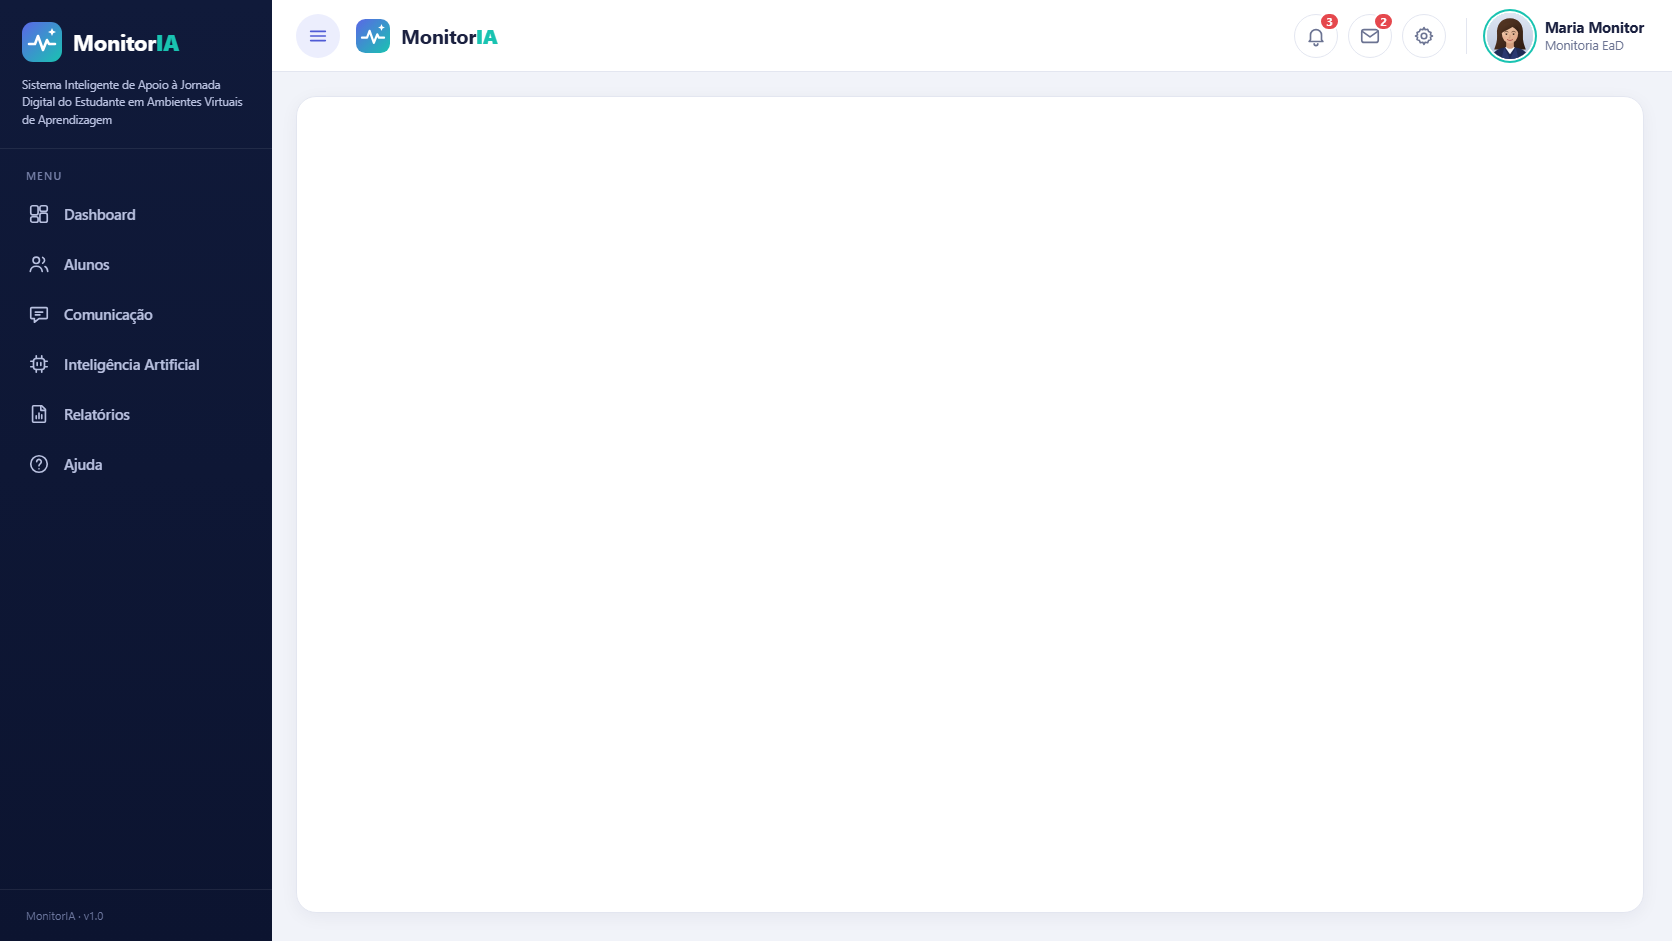 MonitorIA
Sistema Inteligente de Apoio à Jornada
Digital do Estudante em Ambientes Virtuais
de Aprendizagem
MENU
Dashboard
Alunos
Comunicação
Inteligência Artificial
Relatórios
Ajuda
MonitorIA · v1.0
MonitorIA
3
2
Maria Monitor
Monitoria EaD